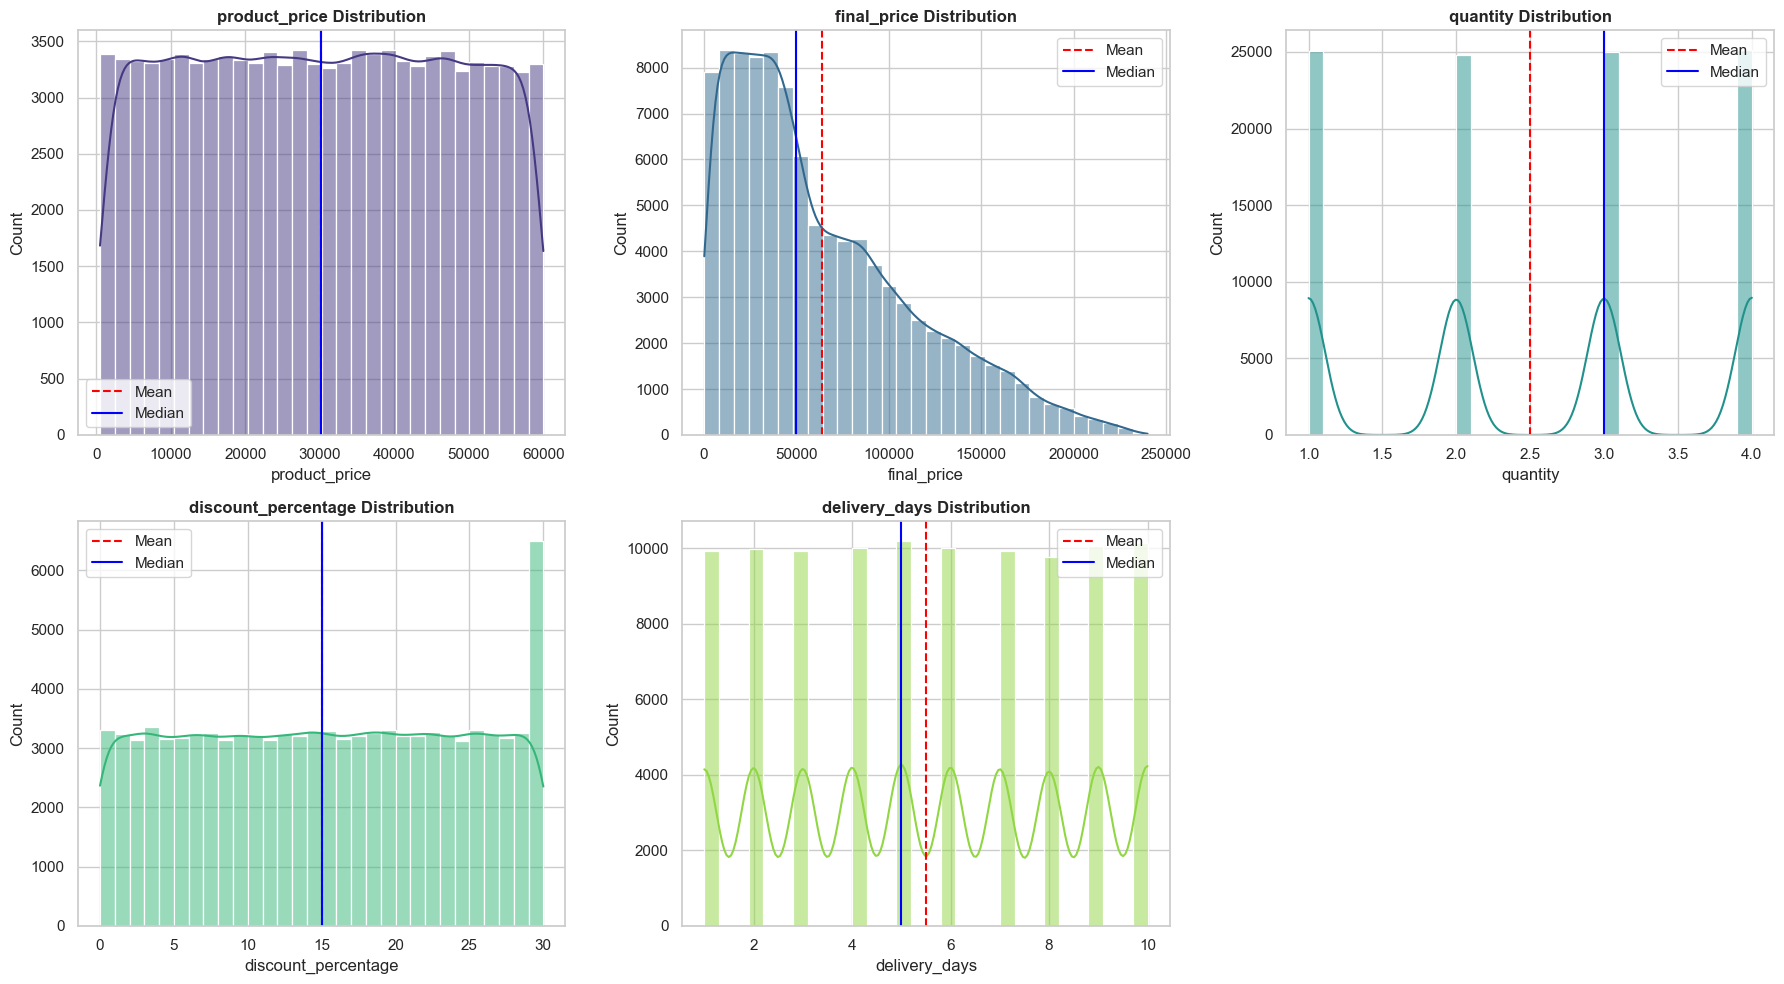 product_price Distribution
3500
3000
2500
2000
1500
1000
500
0
Count
Mean
Median
0 10000 20000 30000 40000 50000 60000
product_price
final_price Distribution
8000
7000
6000
5000
4000
3000
2000
1000
0
Count
Mean
Median
0 50000 100000 150000 200000 250000
final_price
quantity Distribution
25000
20000
15000
10000
5000
0
Count
Mean
Median
1.0 1.5 2.0 2.5 3.0 3.5 4.0
quantity
discount_percentage Distribution
6000
5000
4000
3000
2000
1000
0
Count
Mean
Median
0 5 10 15 20 25 30
discount_percentage
delivery_days Distribution
10000
8000
6000
4000
2000
0
Count
Mean
Median
2 4 6 8 10
delivery_days